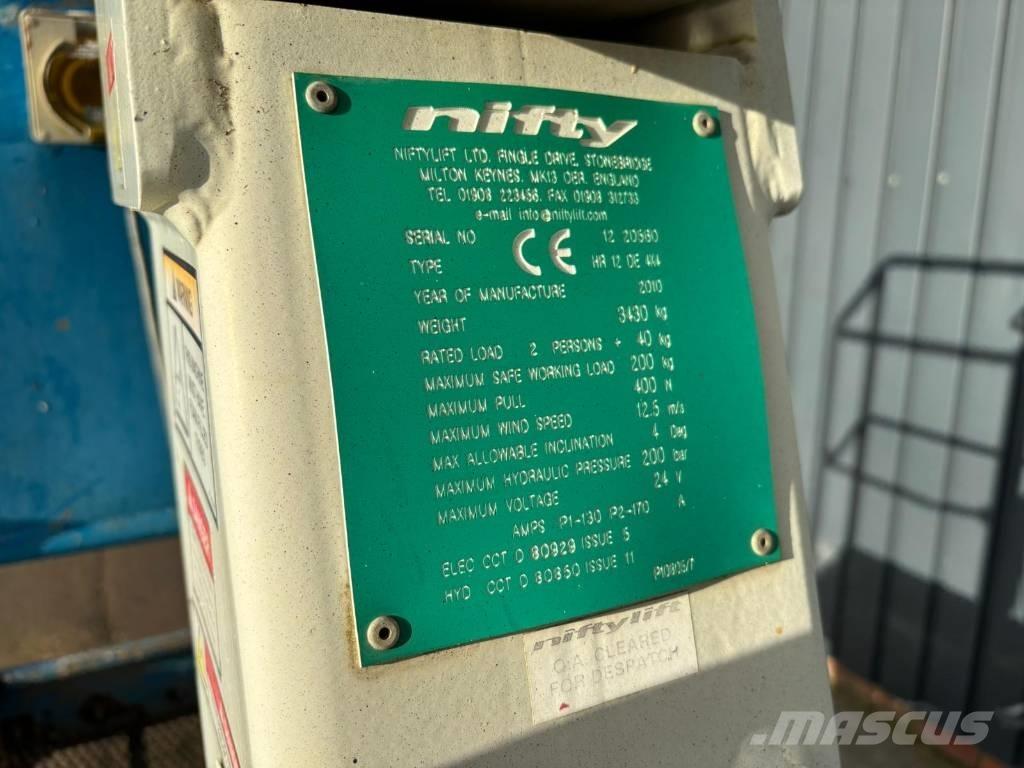 nifty
NIFTYLIFT LTD, FINGLE DRIVE, STONEBRIDGE
MILTON KEYNES, MK13 OER, ENGLAND
TEL 01908 223456, FAX 01908 312733
e-mail info@niftylift.com
SERIAL NO CE 12 20580
TYPE HR 12 DE 4X4
YEAR OF MANUFACTURE 2010
WEIGHT 3430 kg
RATED LOAD 2 PERSONS + 40 kg
MAXIMUM SAFE WORKING LOAD 200 kg
MAXIMUM PULL 400 N
MAXIMUM WIND SPEED 12.5 m/s
MAX ALLOWABLE INCLINATION 4 Deg
MAXIMUM HYDRAULIC PRESSURE 200 bar
MAXIMUM VOLTAGE 24 V
AMPS P1-130 P2-170 A
ELEC CCT D 80929 ISSUE 5
HYD CCT D 80850 ISSUE 11
niftylift
Q.A. CLEARED
FOR DESPATCH
MASCUS